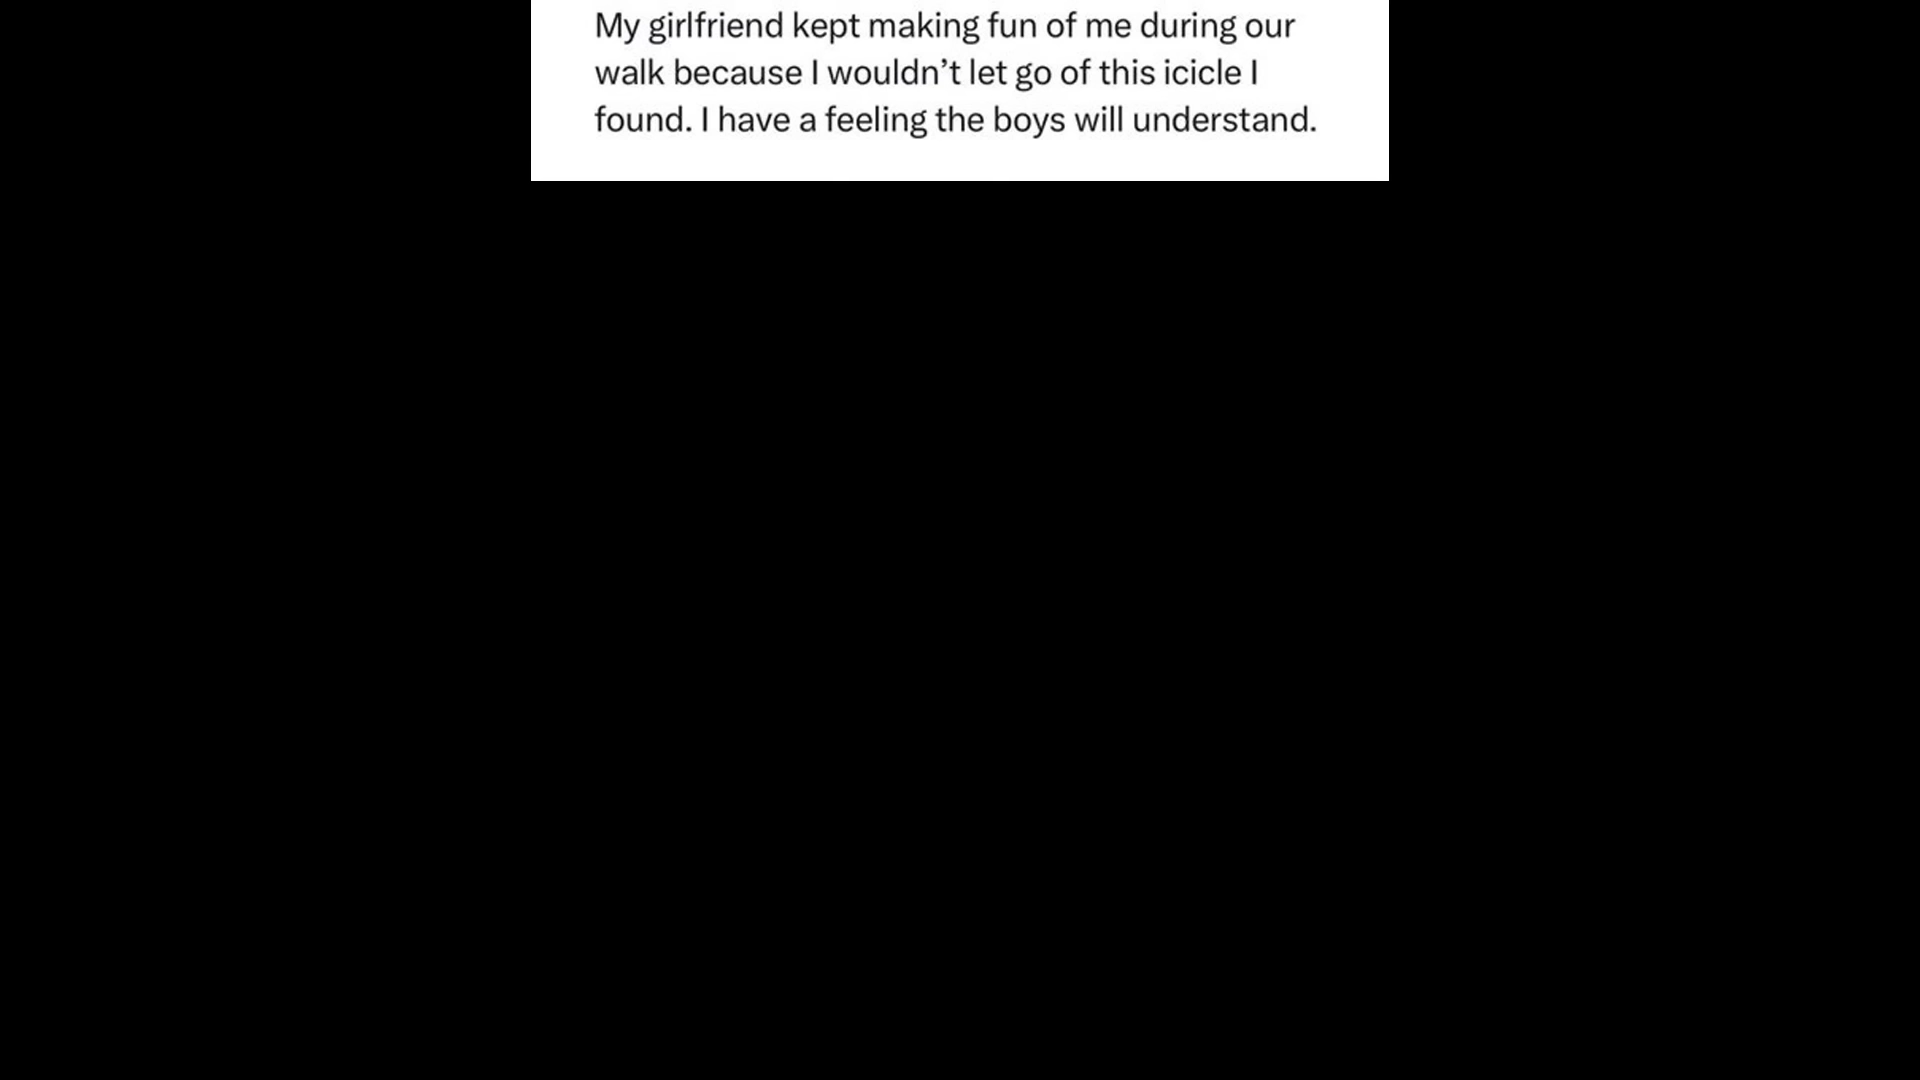 My girlfriend kept making fun of me during our
walk because I wouldn’t let go of this icicle I
found. I have a feeling the boys will understand.